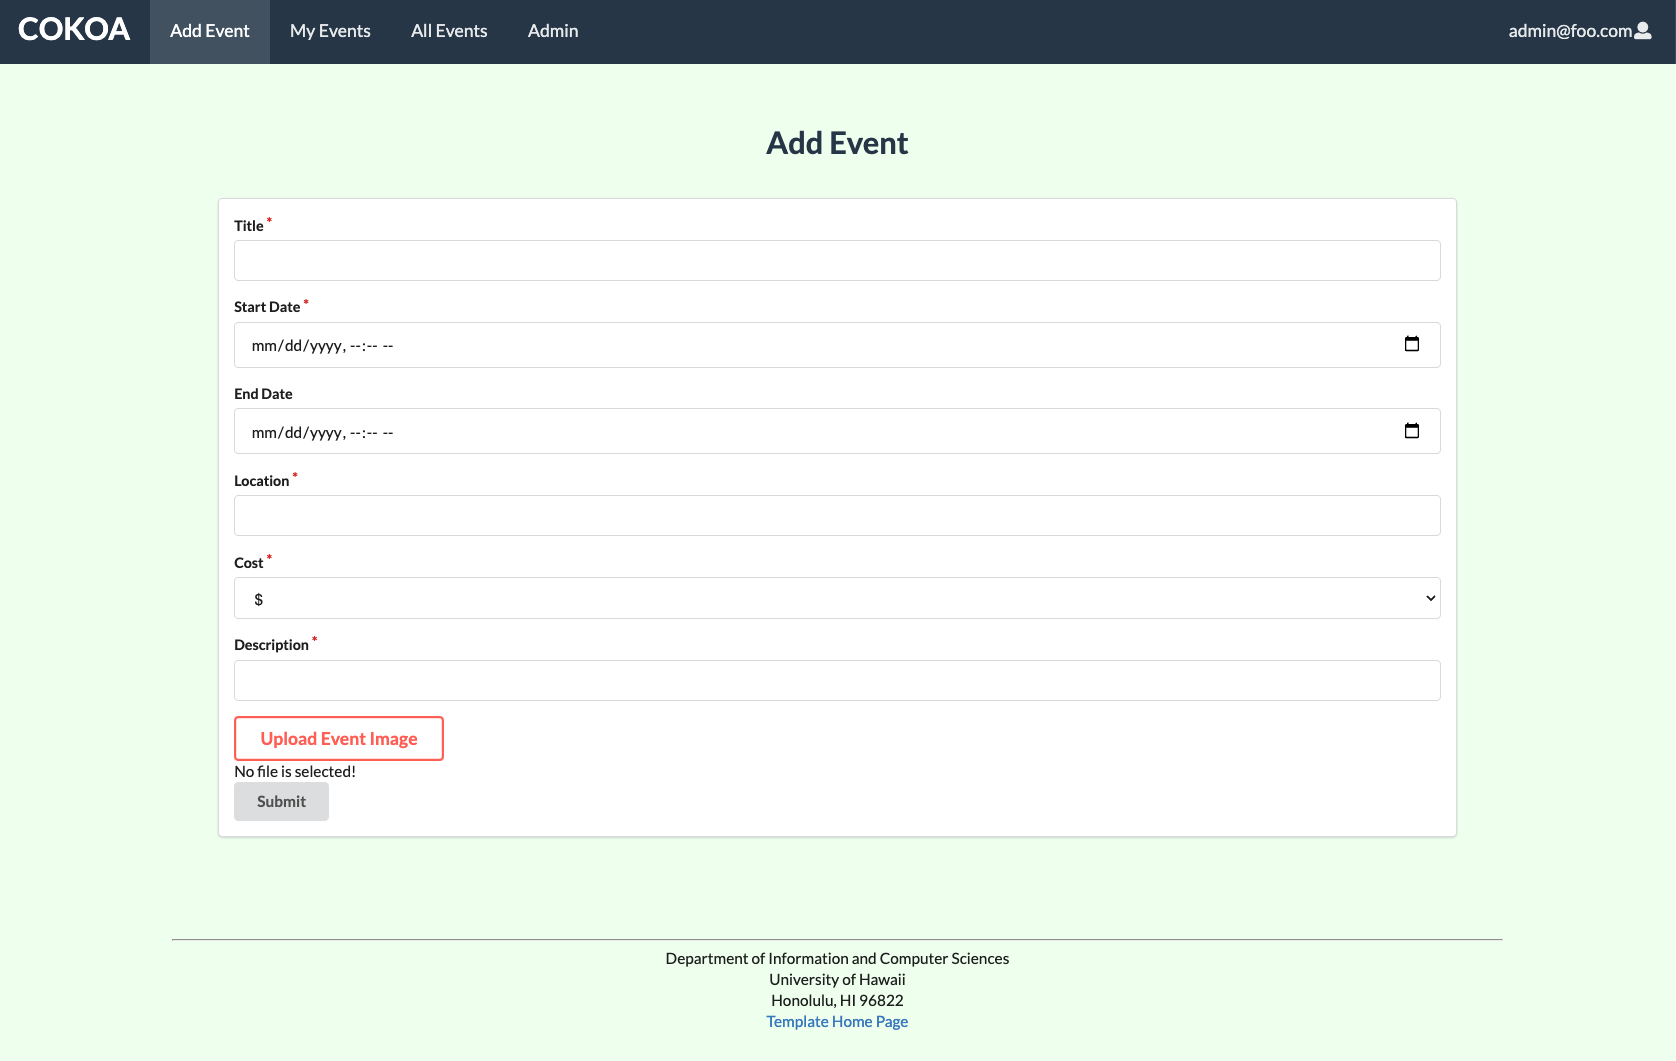 COKOA Add Event My Events All Events Admin admin@foo.com
Add Event
Title *
Start Date *
mm/dd/yyyy, --:-- --
End Date
mm/dd/yyyy, --:-- --
Location *
Cost *
$
Description *
Upload Event Image
No file is selected!
Submit
Department of Information and Computer Sciences
University of Hawaii
Honolulu, HI 96822
Template Home Page